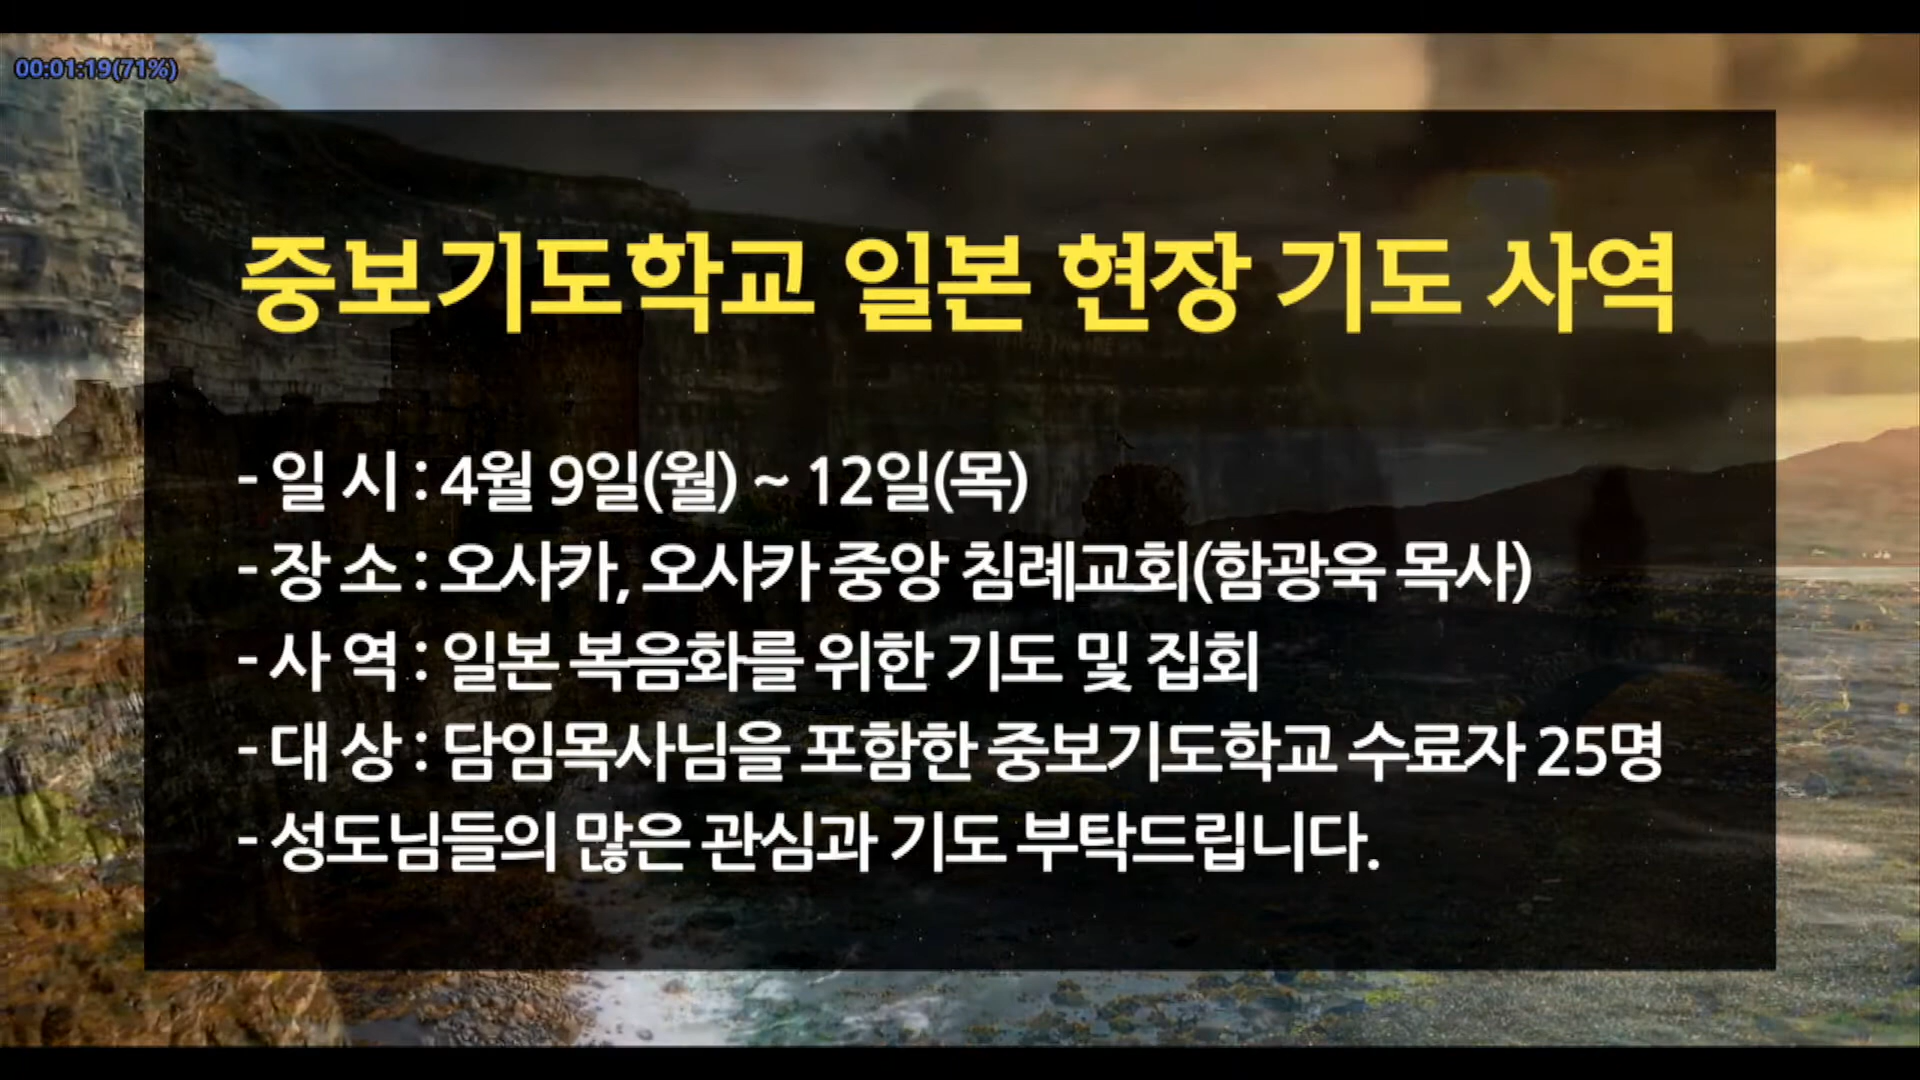 00:01:19(71%)
중보기도학교 일본 현장 기도 사역
- 일 시 : 4월 9일(월) ~ 12일(목)
- 장 소 : 오사카, 오사카 중앙 침례교회(함광욱 목사)
- 사 역 : 일본 복음화를 위한 기도 및 집회
- 대 상 : 담임목사님을 포함한 중보기도학교 수료자 25명
- 성도님들의 많은 관심과 기도 부탁드립니다.